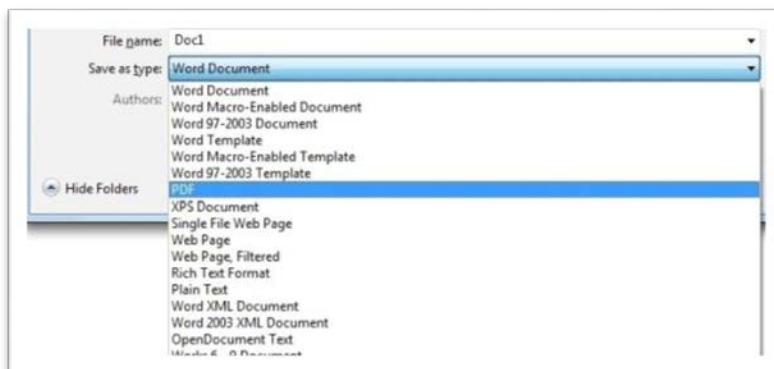 File name: Doc1
Save as type: Word Document
Authors:
Word Document
Word Macro-Enabled Document
Word 97-2003 Document
Word Template
Word Macro-Enabled Template
Word 97-2003 Template
Hide Folders
PDF
XPS Document
Single File Web Page
Web Page
Web Page, Filtered
Rich Text Format
Plain Text
Word XML Document
Word 2003 XML Document
OpenDocument Text